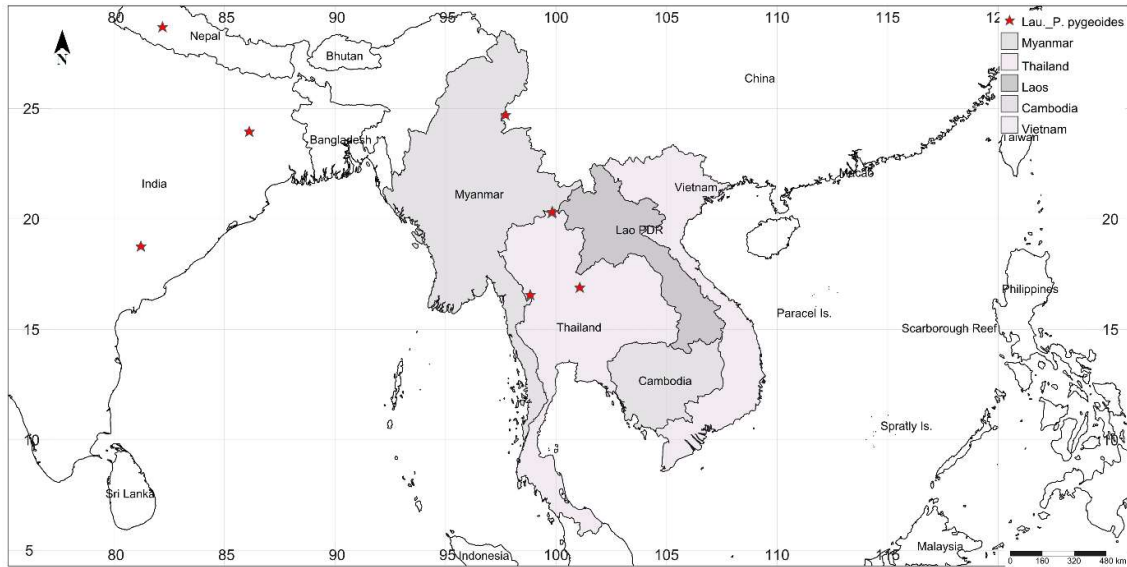 80 85 90 95 100 105 110 115 12
Lau._P. pygeoides
Myanmar
Thailand
Laos
Cambodia
Vietnam
N
Nepal
Bhutan
China
25
Bangladesh
Taiwan
India
Myanmar
Vietnam
Macao
20
Lao PDR
20
Philippines
Paracel Is.
15
Thailand
Scarborough Reef
15
Cambodia
Spratly Is.
10
10
Sri Lanka
5
Indonesia
Malaysia
80 85 90 95 100 105 110 115 12
0 160 320 480 km